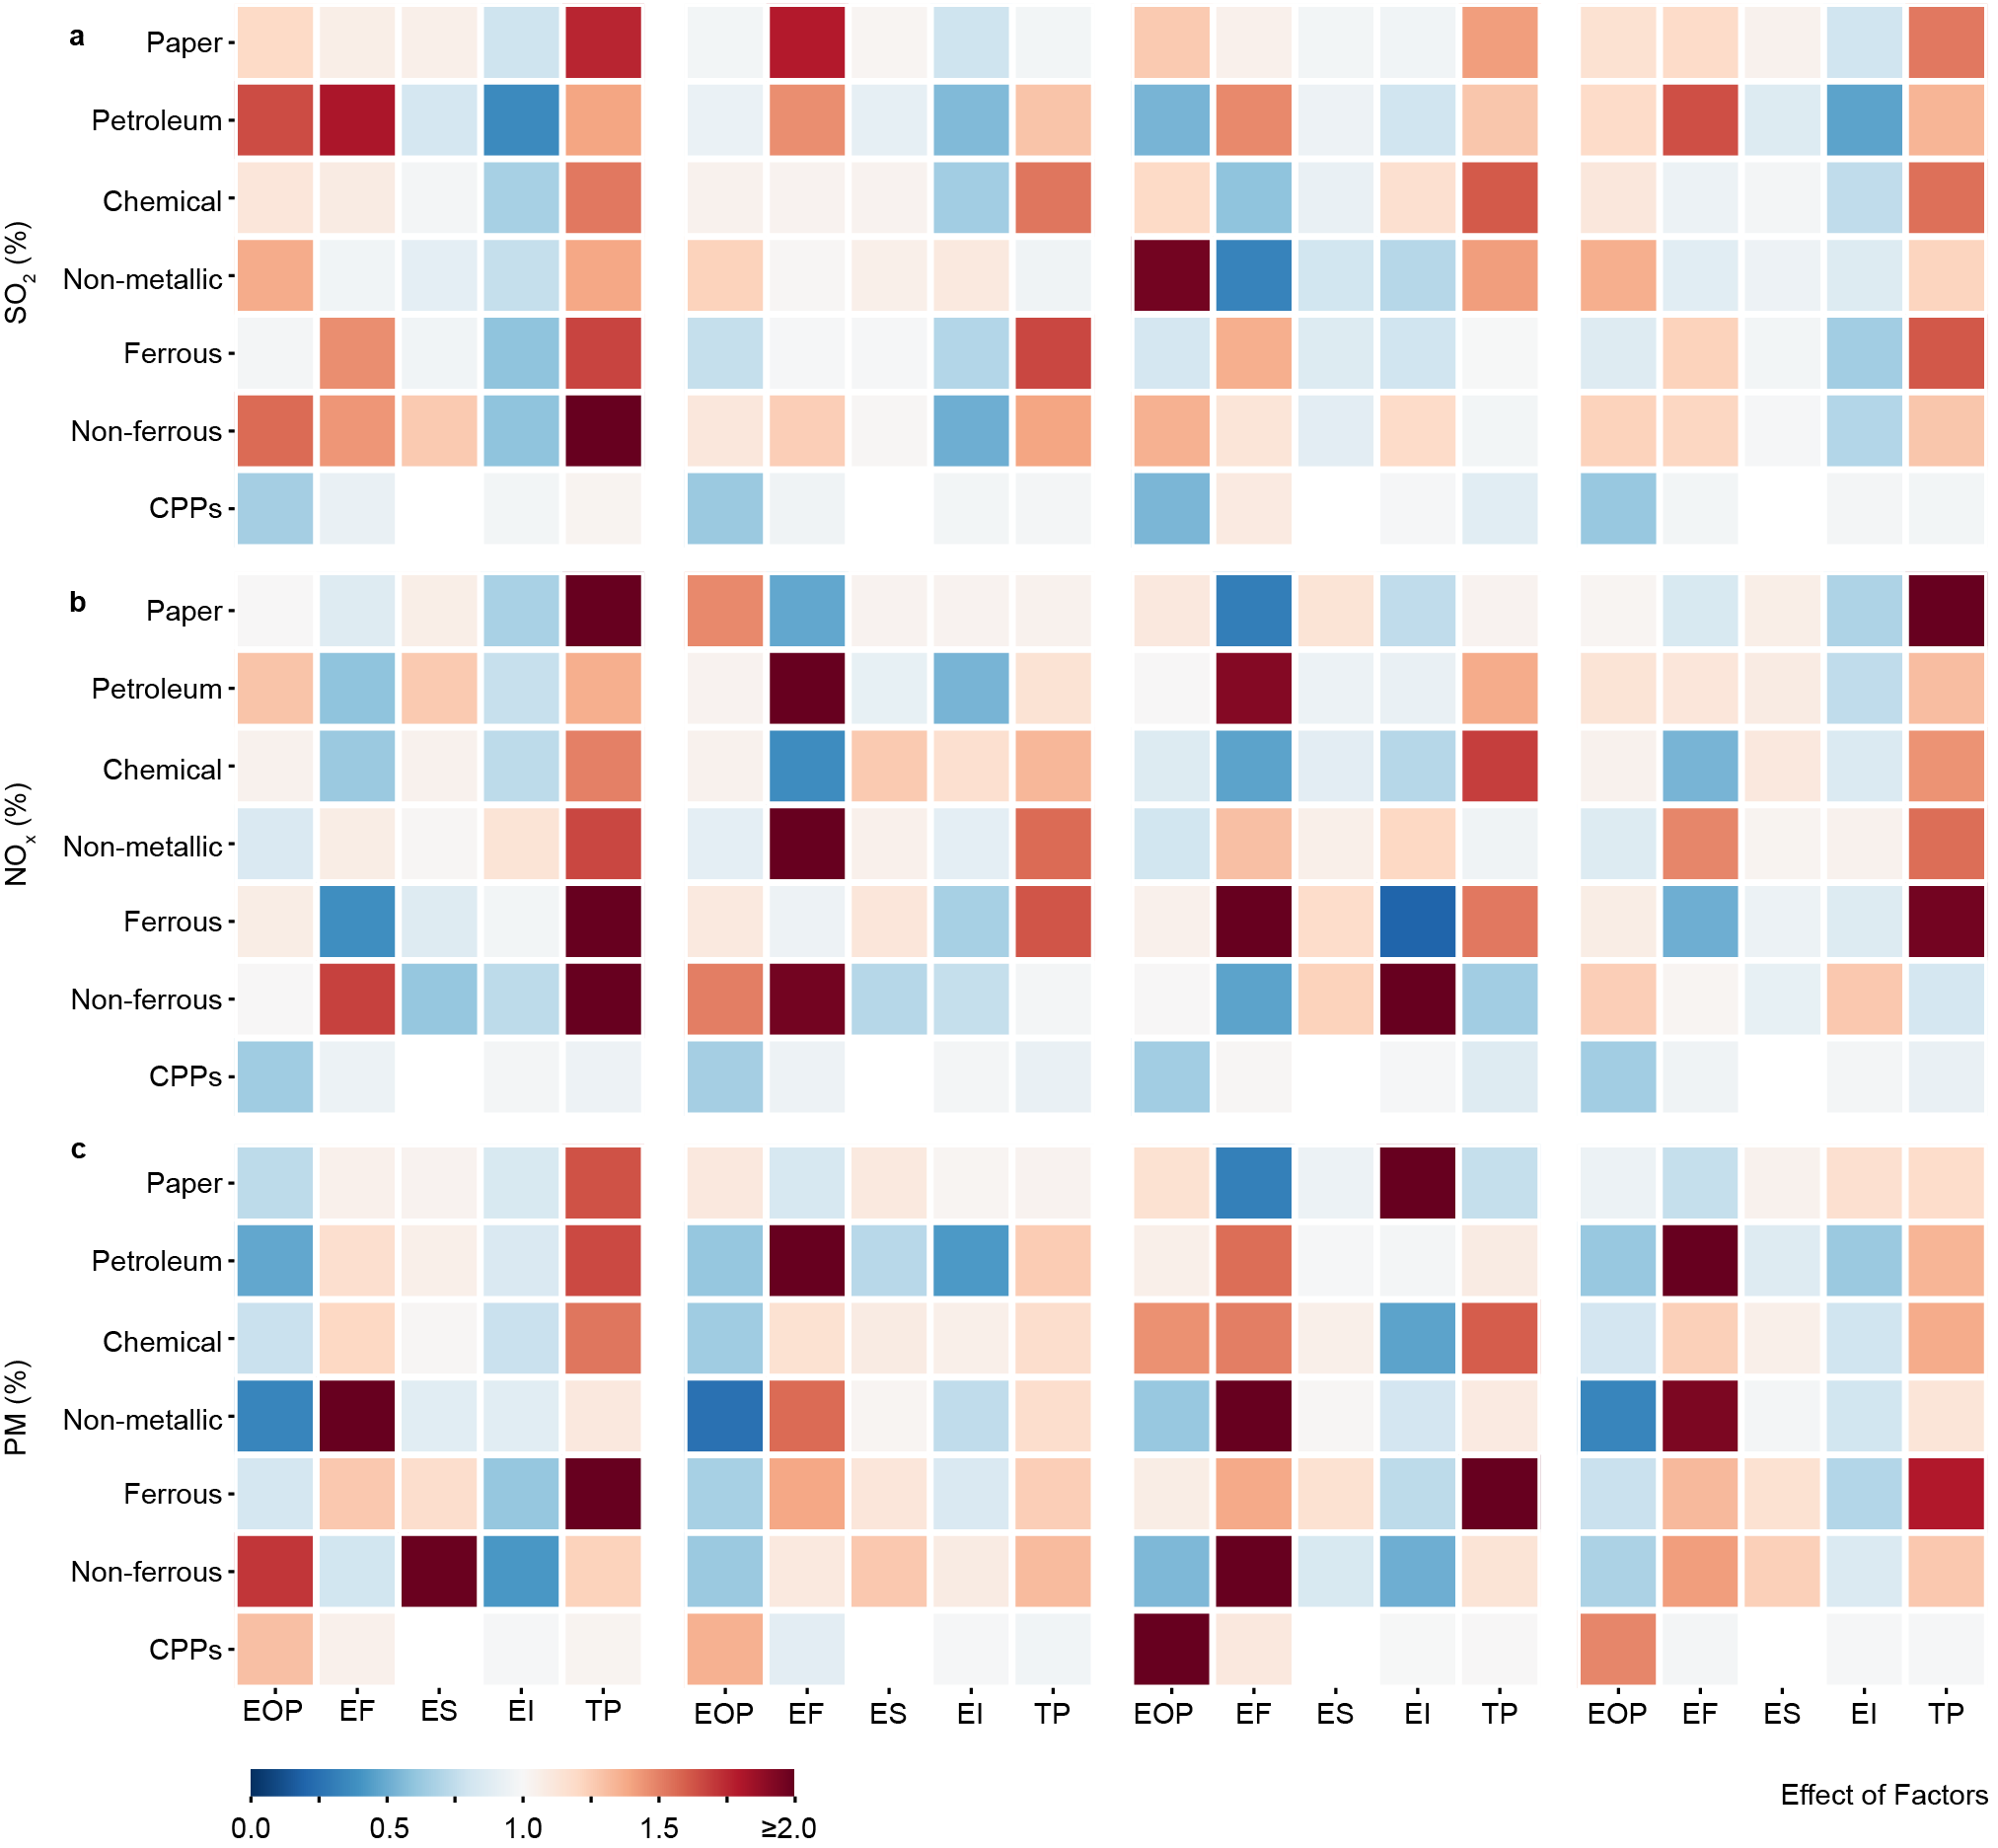 a
SO2 (%)
Paper
Petroleum
Chemical
Non-metallic
Ferrous
Non-ferrous
CPPs
b
NOx (%)
Paper
Petroleum
Chemical
Non-metallic
Ferrous
Non-ferrous
CPPs
c
PM (%)
Paper
Petroleum
Chemical
Non-metallic
Ferrous
Non-ferrous
CPPs
EOP EF ES EI TP EOP EF ES EI TP EOP EF ES EI TP EOP EF ES EI TP
0.0 0.5 1.0 1.5 ≥2.0
Effect of Factors